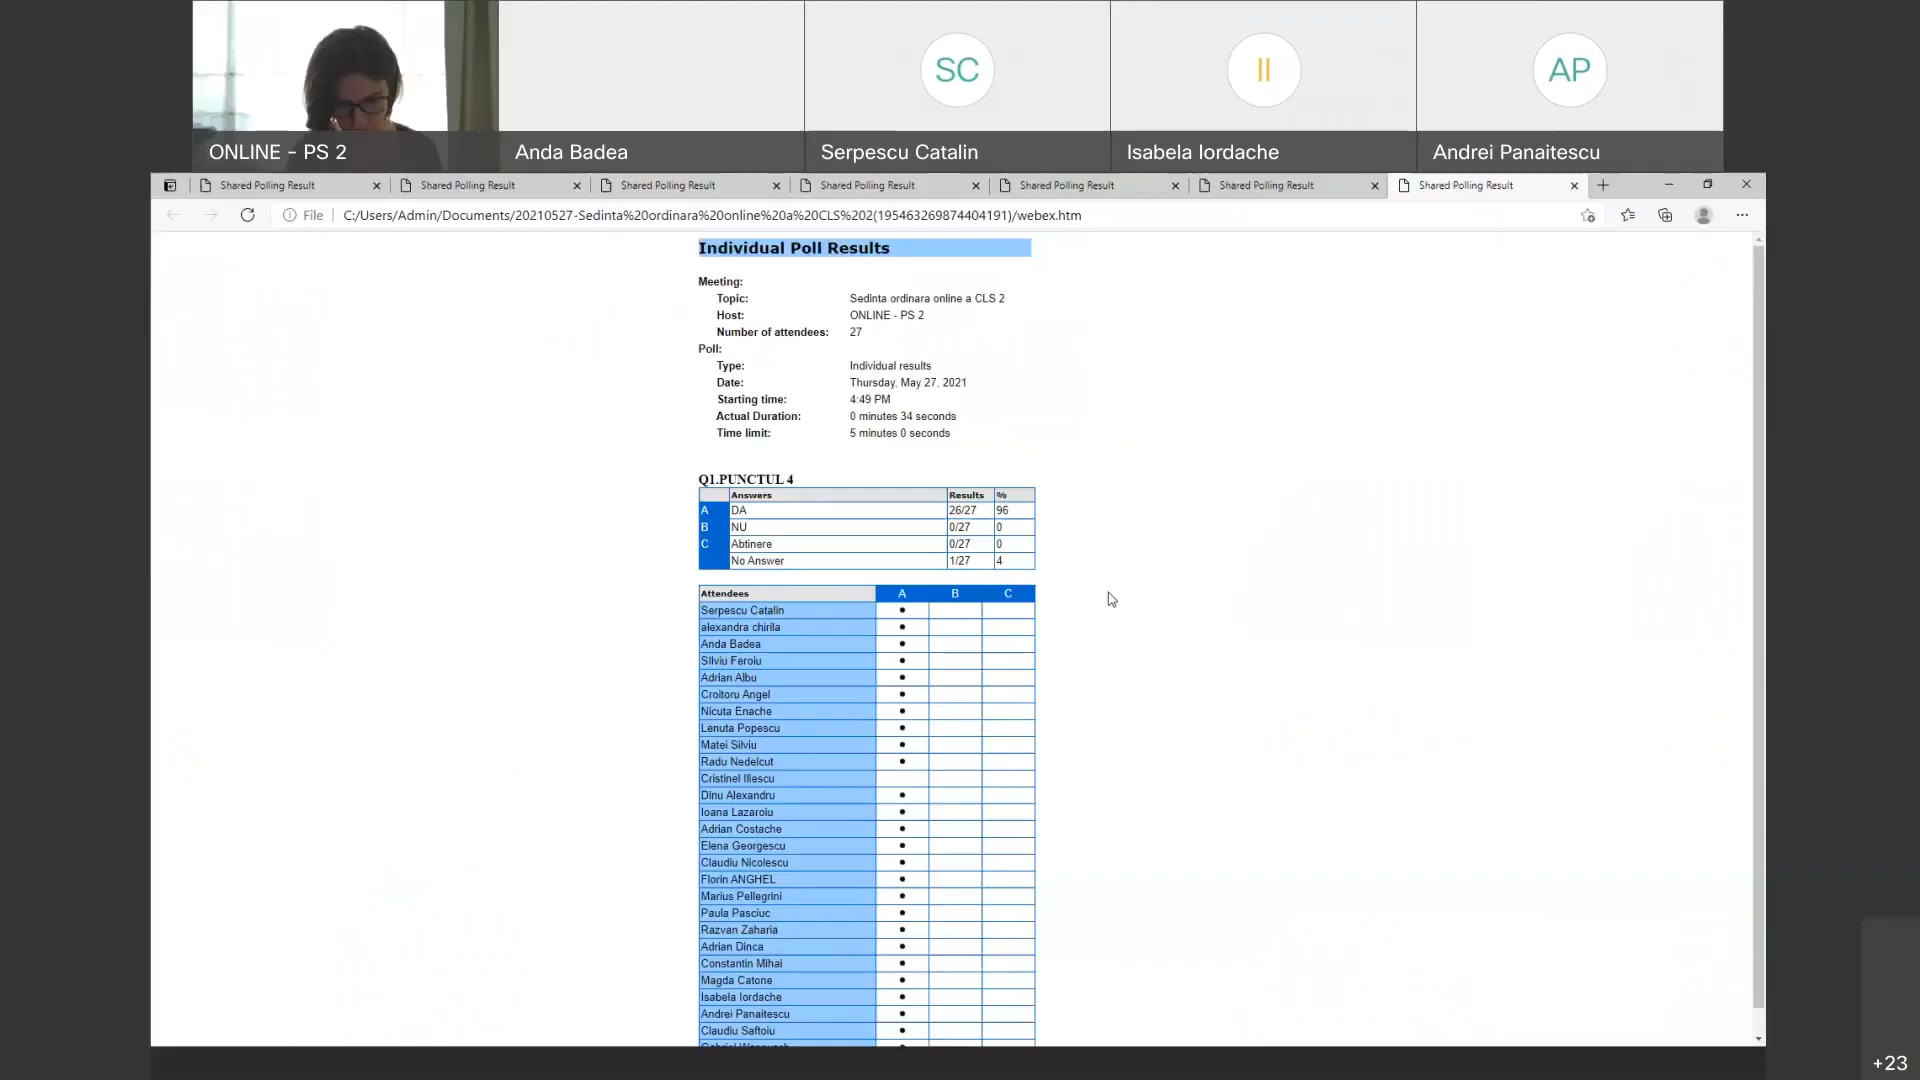 SC
II
AP
ONLINE - PS 2
Anda Badea
Serpescu Catalin
Isabela Iordache
Andrei Panaitescu
Shared Polling Result
Shared Polling Result
Shared Polling Result
Shared Polling Result
Shared Polling Result
Shared Polling Result
Shared Polling Result
File
C:/Users/Admin/Documents/20210527-Sedinta%20ordinara%20online%20a%20CLS%202(195463269874404191)/webex.htm
Individual Poll Results
Meeting:
Topic: Sedinta ordinara online a CLS 2
Host: ONLINE - PS 2
Number of attendees: 27
Poll:
Type: Individual results
Date: Thursday, May 27, 2021
Starting time: 4:49 PM
Actual Duration: 0 minutes 34 seconds
Time limit: 5 minutes 0 seconds
Q1.PUNCTUL 4
Answers Results %
A DA 26/27 96
B NU 0/27 0
C Abtinere 0/27 0
No Answer 1/27 4
Attendees A B C
Serpescu Catalin
alexandra chirila
Anda Badea
SIlviu Feroiu
Adrian Albu
Croitoru Angel
Nicuta Enache
Lenuta Popescu
Matei Silviu
Radu Nedelcut
Cristinel Iliescu
Dinu Alexandru
Ioana Lazaroiu
Adrian Costache
Elena Georgescu
Claudiu Nicolescu
Florin ANGHEL
Marius Pellegrini
Paula Pasciuc
Razvan Zaharia
Adrian Dinca
Constantin Mihai
Magda Catone
Isabela Iordache
Andrei Panaitescu
Claudiu Saftoiu
+23